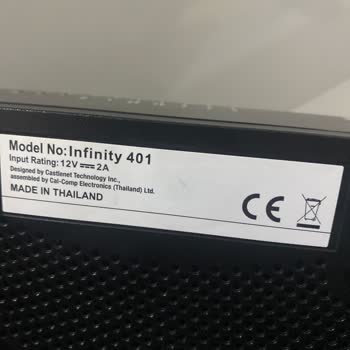 Model No:Infinity 401
Input Rating: 12V⎓2A
Designed by Castlenet Technology Inc.,
assembled by Cal-Comp Electronics (Thailand) Ltd.
MADE IN THAILAND
CE